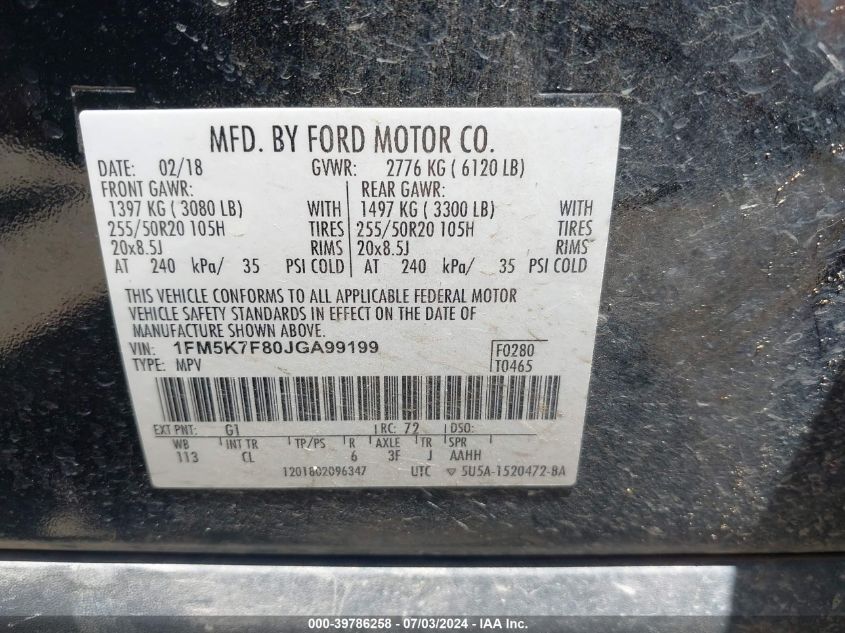 MFD. BY FORD MOTOR CO.
DATE: 02/18 GVWR: 2776 KG ( 6120 LB)
FRONT GAWR: REAR GAWR:
1397 KG ( 3080 LB) WITH 1497 KG ( 3300 LB) WITH
255/50R20 105H TIRES 255/50R20 105H TIRES
20x8.5J RIMS 20x8.5J RIMS
AT 240 kPa/ 35 PSI COLD AT 240 kPa/ 35 PSI COLD
THIS VEHICLE CONFORMS TO ALL APPLICABLE FEDERAL MOTOR
VEHICLE SAFETY STANDARDS IN EFFECT ON THE DATE OF
MANUFACTURE SHOWN ABOVE.
VIN: 1FM5K7F80JGA99199 F0280
TYPE: MPV T0465
EXT PNT: G1 RC: 72 DSO:
WB INT TR TP/PS R AXLE TR SPR
113 CL 6 3F J AAHH
1201802096347 UTC ▽ 5U5A-1520472-BA
000-39786258 - 07/03/2024 - U.S.A. - IAAI Inc.